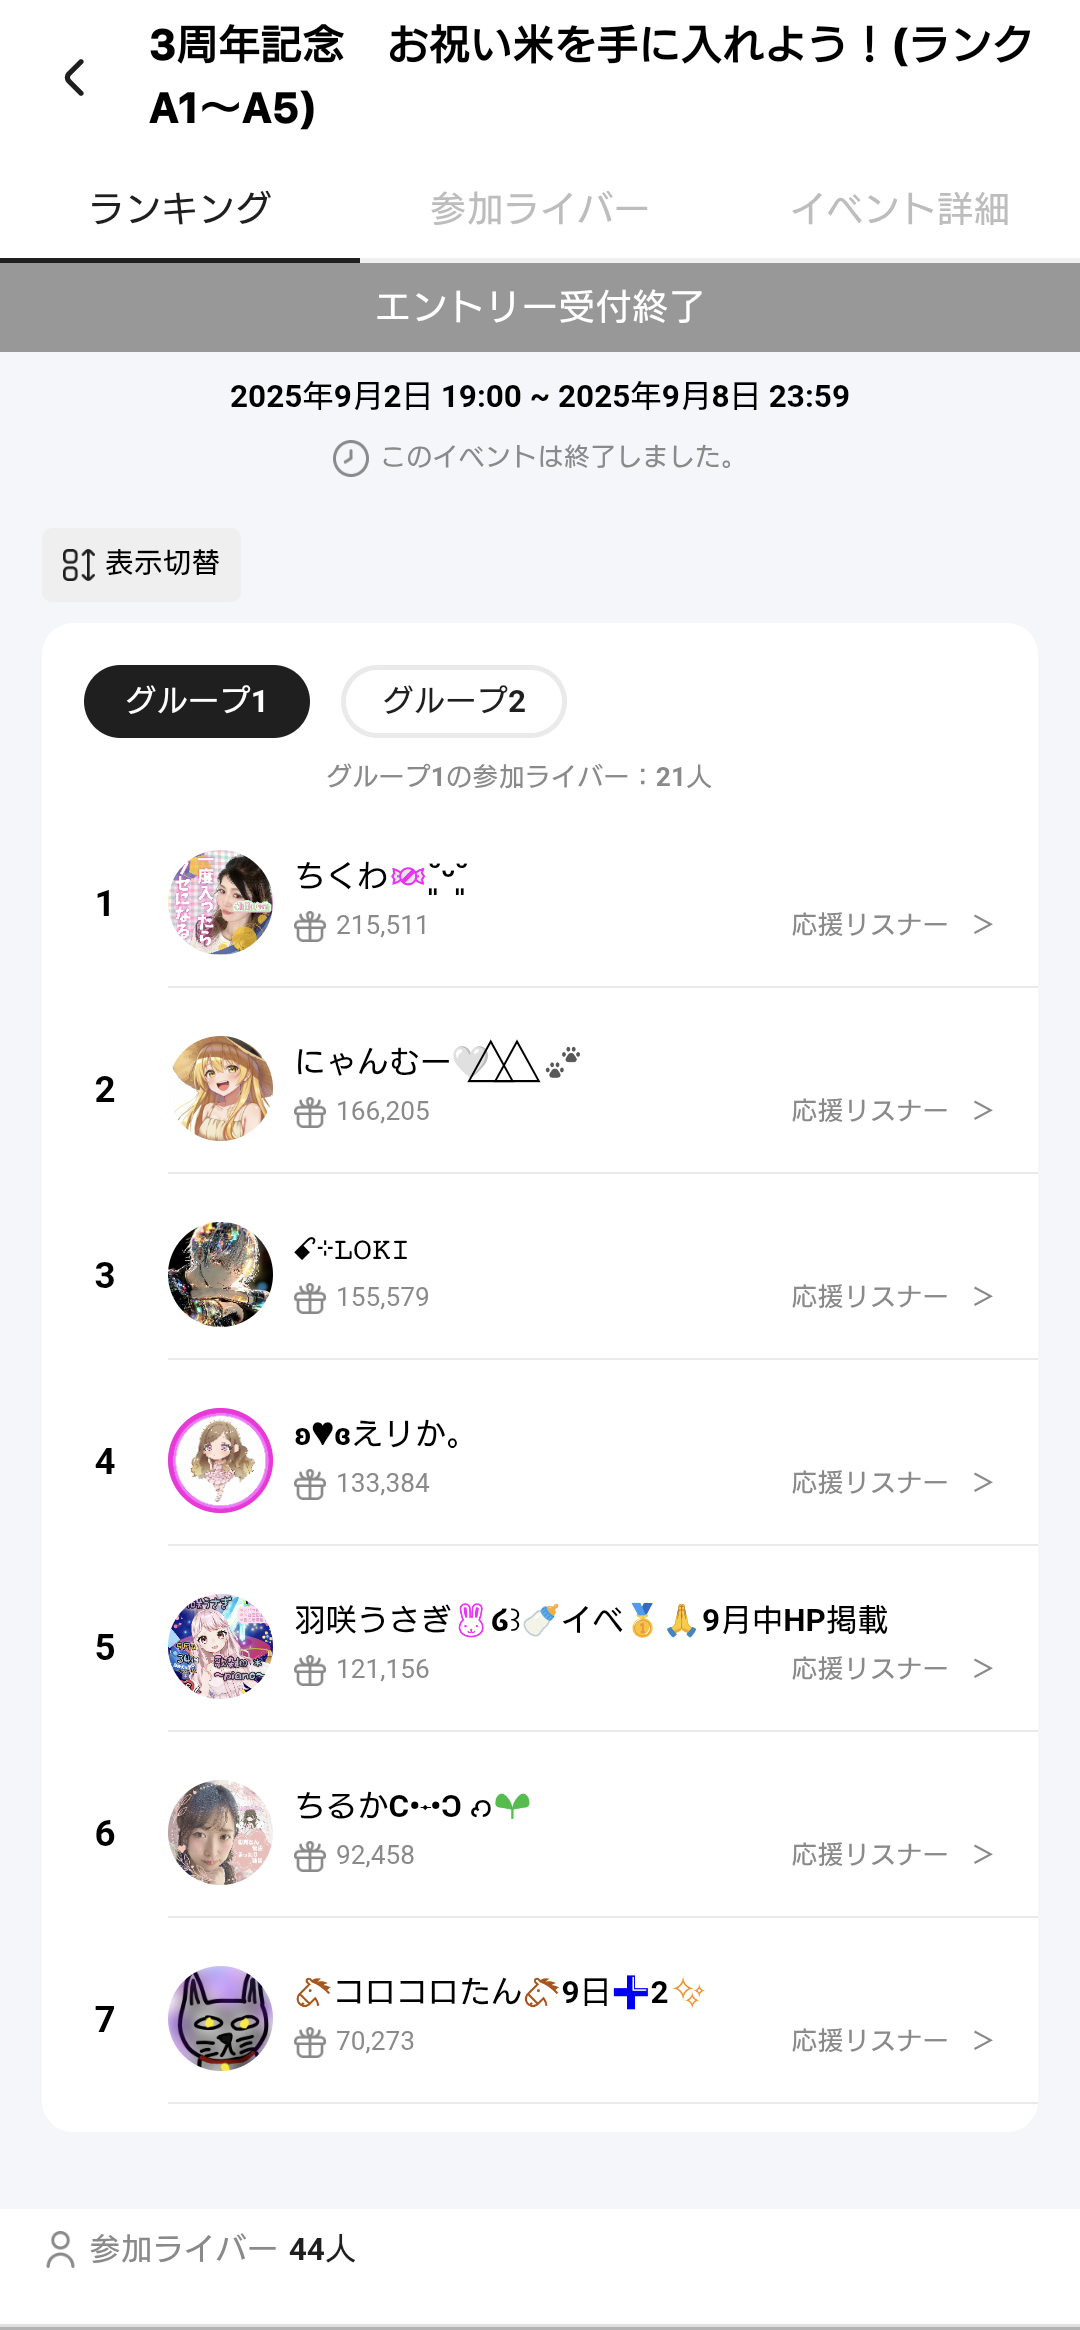 3周年記念　お祝い米を手に入れよう！(ランク
A1〜A5)
ランキング
参加ライバー
イベント詳細
エントリー受付終了
2025年9月2日 19:00 ~ 2025年9月8日 23:59
このイベントは終了しました。
表示切替
グループ1
グループ2
グループ1の参加ライバー：21人
1
ちくわ🍬
215,511
応援リスナー >
2
にゃんむー🤍🐾
166,205
応援リスナー >
3
💣⊹𝙻𝙾𝙺𝙸
155,579
応援リスナー >
4
ʚ♥ɞえりか。
133,384
応援リスナー >
5
羽咲うさぎ🐰໒꒱🍼イベ🥇🙏9月中HP掲載
121,156
応援リスナー >
6
ちるか🌱
92,458
応援リスナー >
7
🐴コロコロたん🐴9日➕2✨
70,273
応援リスナー >
参加ライバー 44人